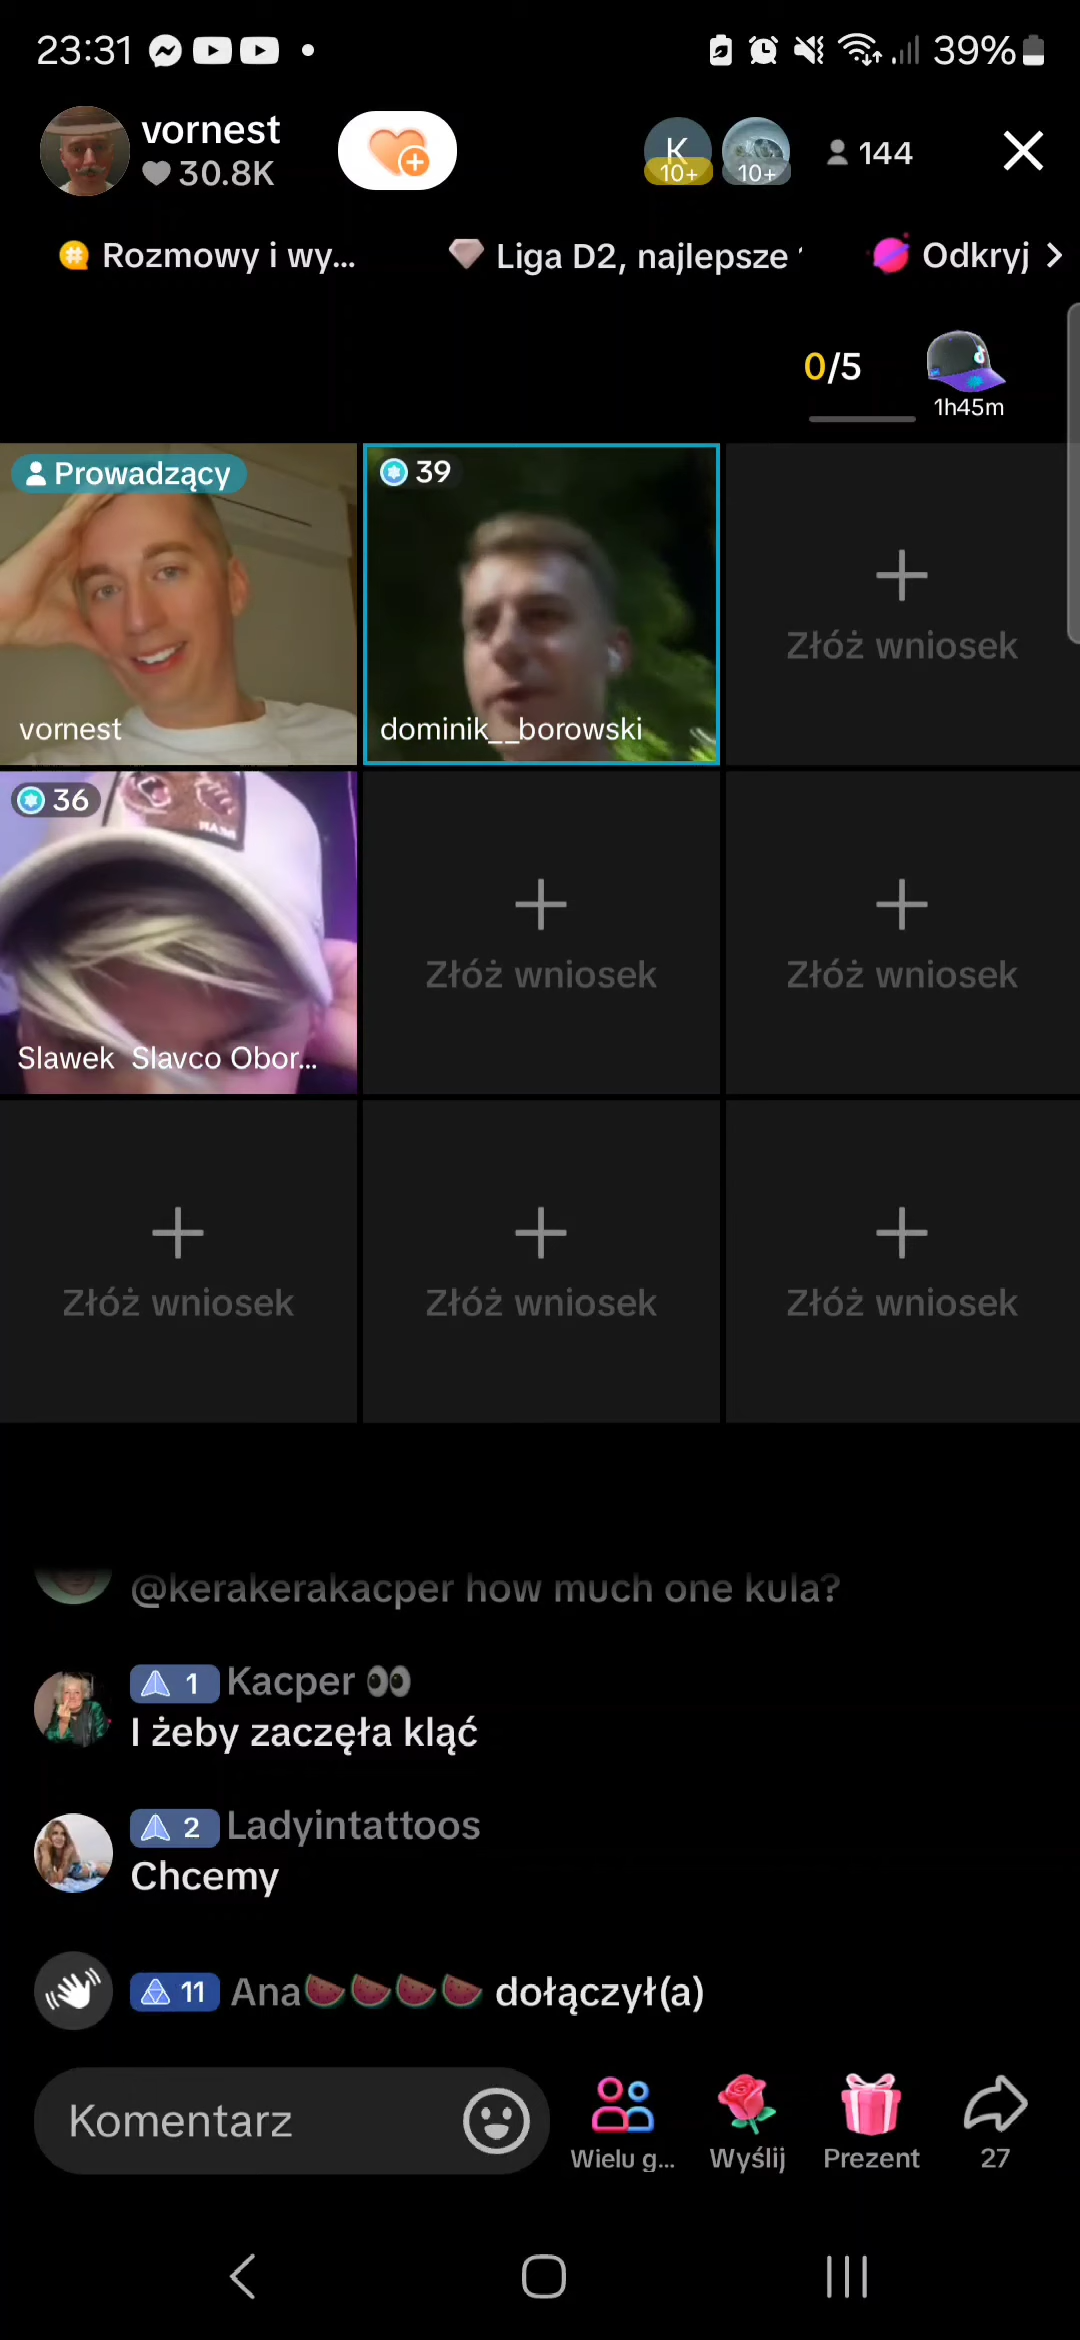 23:31
39%
vornest
30.8K
K
10+
10+
144
Rozmowy i wy...
Liga D2, najlepsze
Odkryj
0/5
1h45m
Prowadzący
39
Złóż wniosek
vornest
dominik__borowski
36
Złóż wniosek
Złóż wniosek
Slawek Slavco Obor...
Złóż wniosek
Złóż wniosek
Złóż wniosek
@kerakerakacper how much one kula?
1 Kacper 👀
I żeby zaczęła kląć
2 Ladyintattoos
Chcemy
11 Ana🍉🍉🍉🍉 dołączył(a)
Komentarz
Wielu g...
Wyślij
Prezent
27